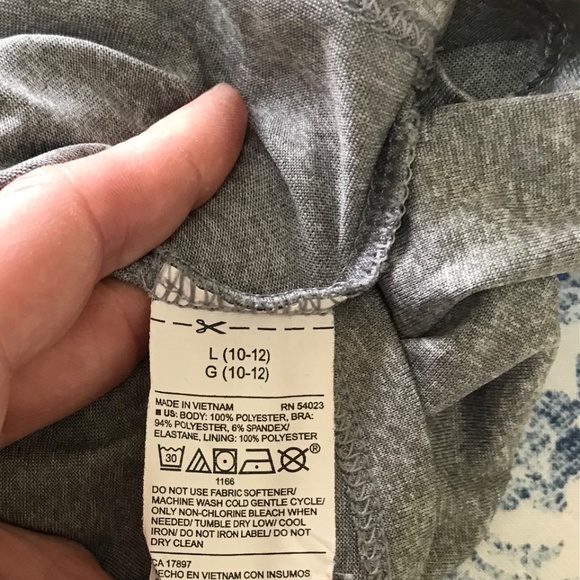 L (10-12)
G (10-12)
MADE IN VIETNAM RN 54023
■ US: BODY: 100% POLYESTER, BRA:
94% POLYESTER, 6% SPANDEX/
ELASTANE, LINING: 100% POLYESTER
30 ®
1166
DO NOT USE FABRIC SOFTENER/
MACHINE WASH COLD GENTLE CYCLE/
ONLY NON-CHLORINE BLEACH WHEN
NEEDED/ TUMBLE DRY LOW/ COOL
IRON/ DO NOT IRON LABEL/ DO NOT
DRY CLEAN
CA 17897
HECHO EN VIETNAM CON INSUMOS